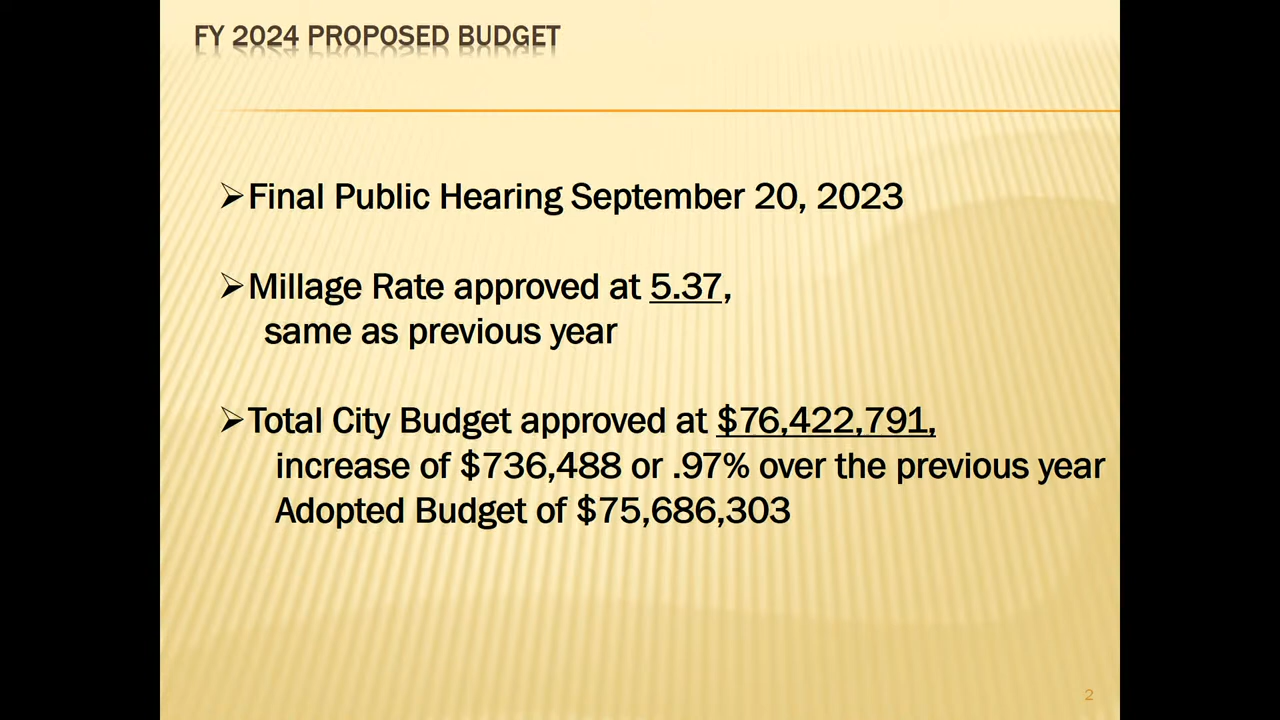 FY 2024 PROPOSED BUDGET
➢Final Public Hearing September 20, 2023
➢Millage Rate approved at 5.37,
same as previous year
➢Total City Budget approved at $76,422,791,
increase of $736,488 or .97% over the previous year
Adopted Budget of $75,686,303
2